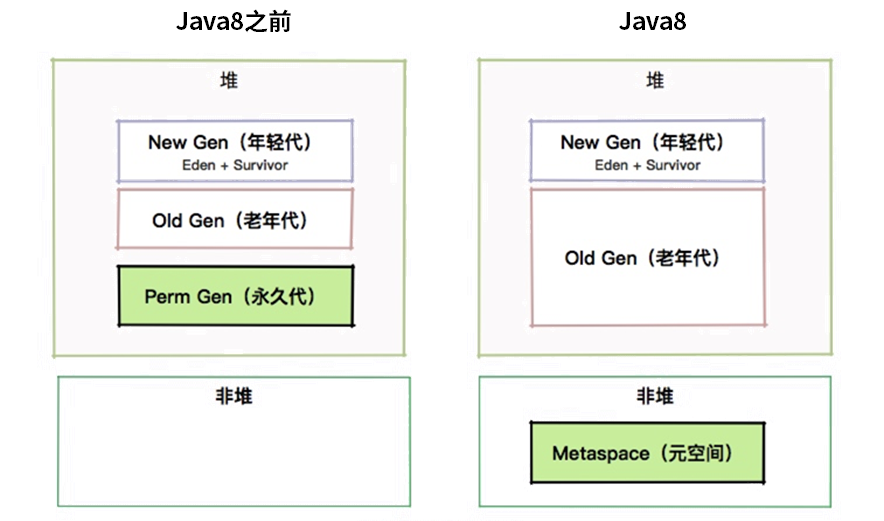 Java8之前
堆
New Gen（年轻代）
Eden + Survivor
Old Gen（老年代）
Perm Gen（永久代）
非堆
Java8
堆
New Gen（年轻代）
Eden + Survivor
Old Gen（老年代）
非堆
Metaspace（元空间）